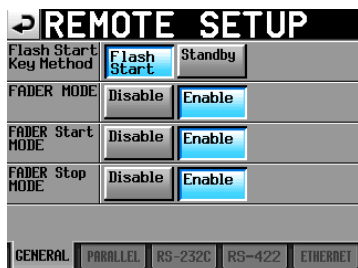 REMOTE SETUP
Flash Start
Key Method
Flash
Start
Standby
FADER MODE
Disable
Enable
FADER Start
MODE
Disable
Enable
FADER Stop
MODE
Disable
Enable
GENERAL
PARALLEL
RS-232C
RS-422
ETHERNET